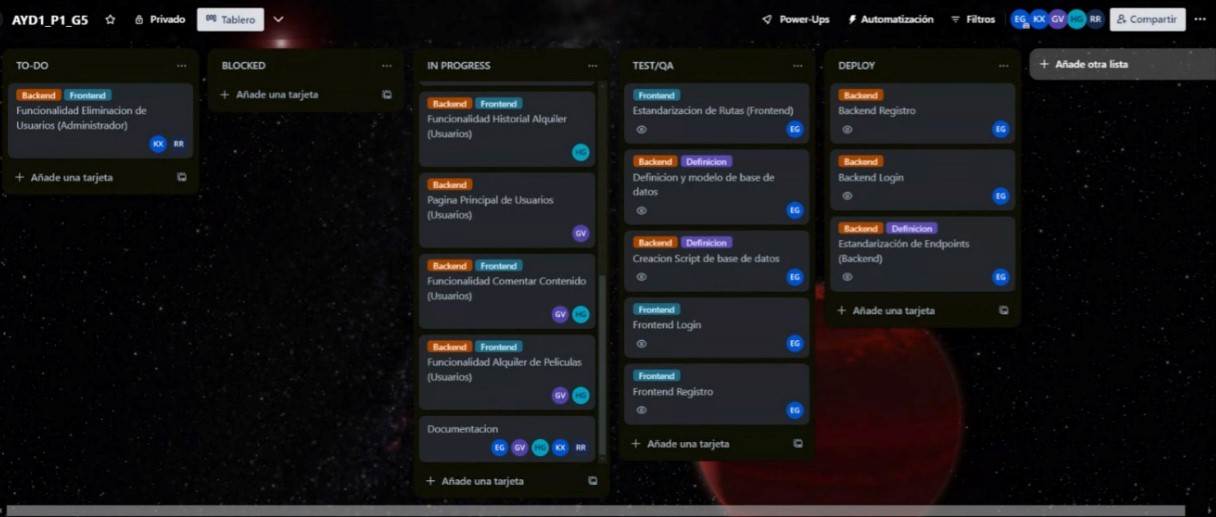 AYD1_P1_G5 Privado Tablero Power-Ups Automatización Filtros EG KX GV HG RR Compartir
TO-DO
Backend Frontend
Funcionalidad Eliminacion de
Usuarios (Administrador)
KX RR
+ Añade una tarjeta
BLOCKED
+ Añade una tarjeta
IN PROGRESS
Backend Frontend
Funcionalidad Historial Alquiler
(Usuarios)
HG
Backend
Pagina Principal de Usuarios
(Usuarios)
GV
Backend Frontend
Funcionalidad Comentar Contenido
(Usuarios)
GV HG
Backend Frontend
Funcionalidad Alquiler de Peliculas
(Usuarios)
GV HG
Documentacion
EG GV HG KX RR
+ Añade una tarjeta
TEST/QA
Frontend
Estandarizacion de Rutas (Frontend)
EG
Backend Definicion
Definicion y modelo de base de
datos
EG
Backend Definicion
Creacion Script de base de datos
EG
Frontend
Frontend Login
EG
Frontend
Frontend Registro
EG
+ Añade una tarjeta
DEPLOY
Backend
Backend Registro
EG
Backend
Backend Login
EG
Backend Definicion
Estandarización de Endpoints
(Backend)
EG
+ Añade una tarjeta
+ Añade otra lista